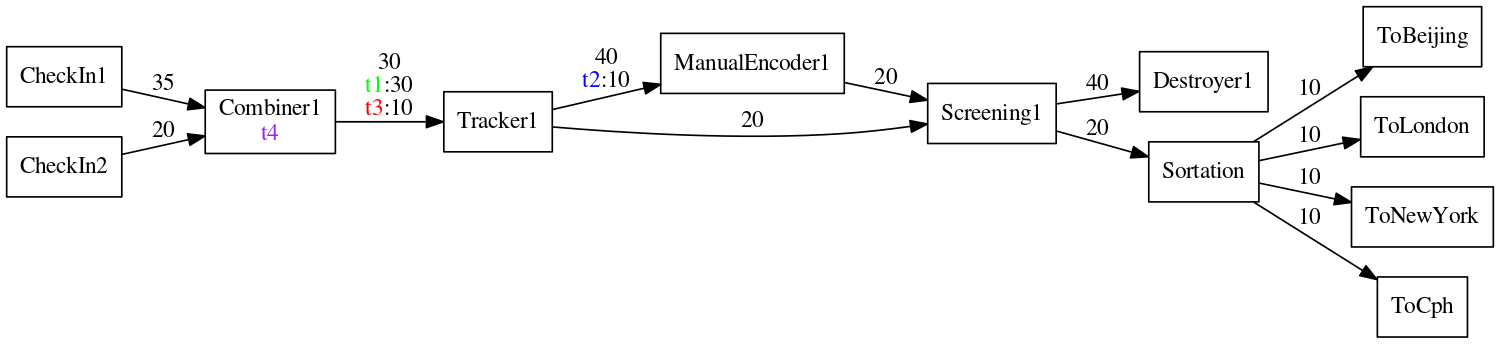 CheckIn1
35
CheckIn2
20
Combiner1
t4
30
t1:30
t3:10
Tracker1
40
t2:10
20
ManualEncoder1
20
Screening1
40
20
Destroyer1
Sortation
10
10
10
10
ToBeijing
ToLondon
ToNewYork
ToCph